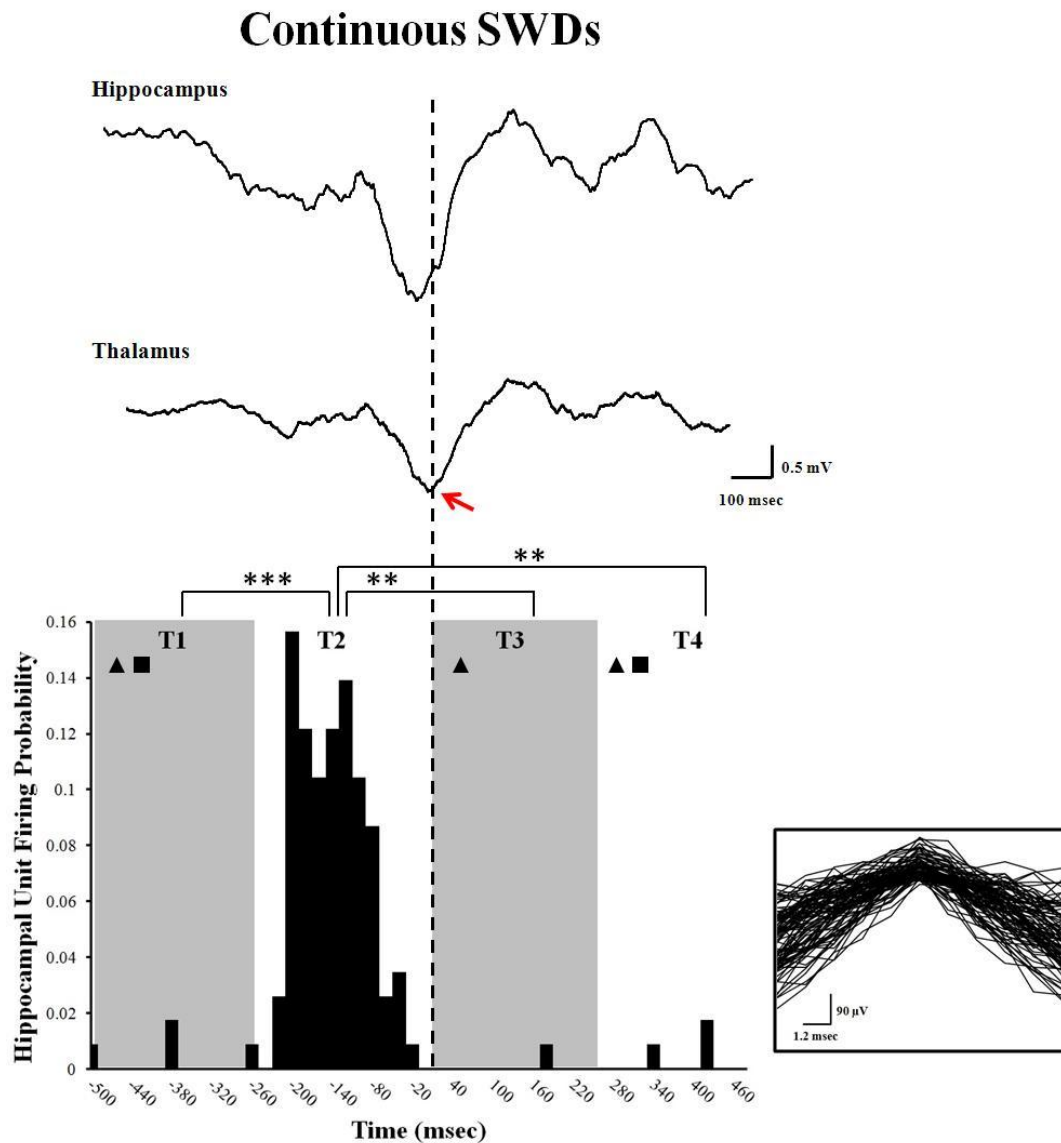 Continuous SWDs
Hippocampus
Thalamus
0.5 mV
100 msec
**
*** **
T1 T2 T3 T4
Hippocampal Unit Firing Probability
0.16
0.14
0.12
0.1
0.08
0.06
0.04
0.02
0
90 µV
1.2 msec
-500 -440 -380 -320 -260 -200 -140 -80 -20 40 100 160 220 280 340 400 460
Time (msec)